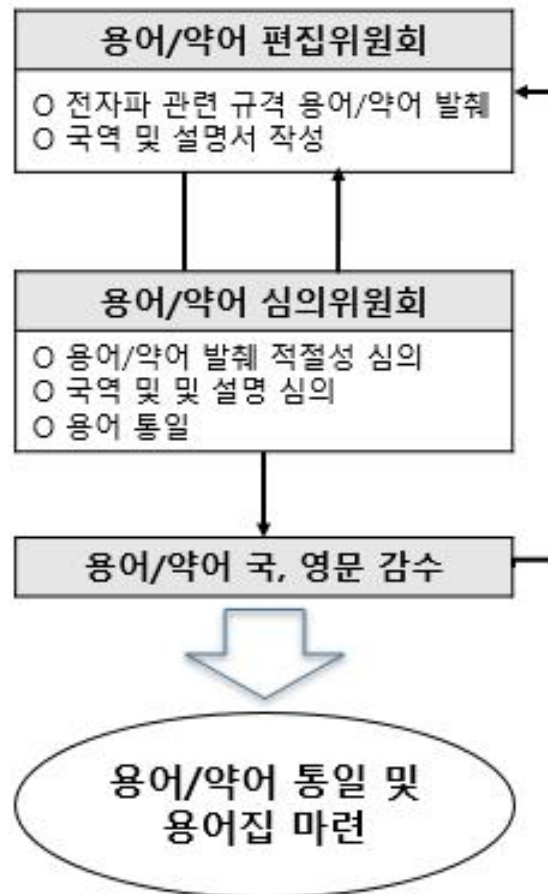 용어/약어 편집위원회
O 전자파 관련 규격 용어/약어 발췌
O 국역 및 설명서 작성
용어/약어 심의위원회
O 용어/약어 발췌 적절성 심의
O 국역 및 및 설명 심의
O 용어 통일
용어/약어 국, 영문 감수
용어/약어 통일 및
용어집 마련